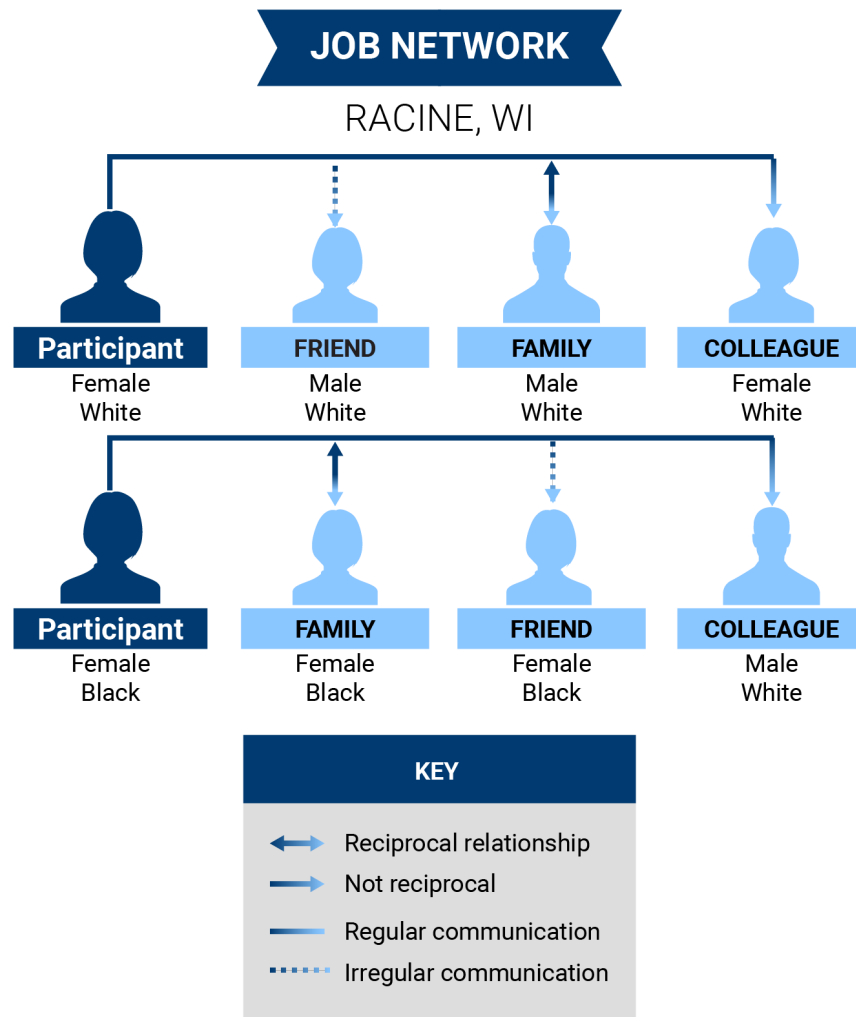 JOB NETWORK
RACINE, WI
Participant
Female
White
FRIEND
Male
White
FAMILY
Male
White
COLLEAGUE
Female
White
Participant
Female
Black
FAMILY
Female
Black
FRIEND
Female
Black
COLLEAGUE
Male
White
KEY
Reciprocal relationship
Not reciprocal
Regular communication
Irregular communication